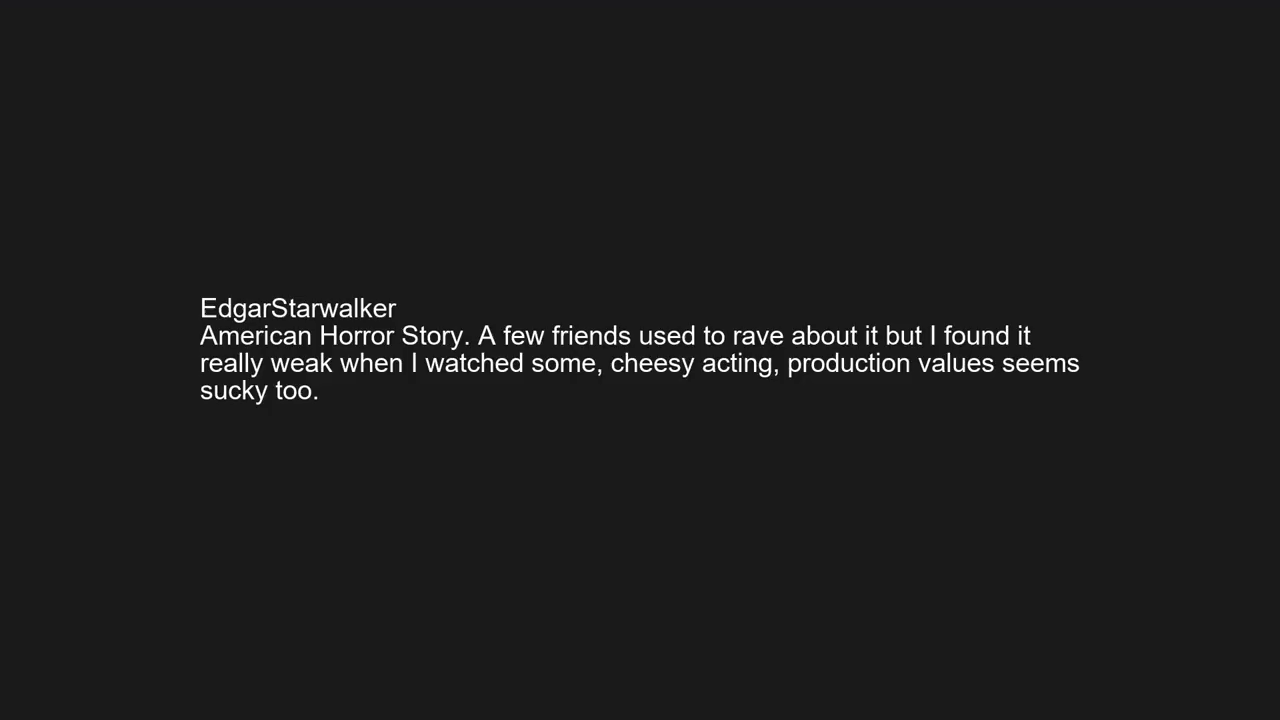 EdgarStarwalker
American Horror Story. A few friends used to rave about it but I found it
really weak when I watched some, cheesy acting, production values seems
sucky too.